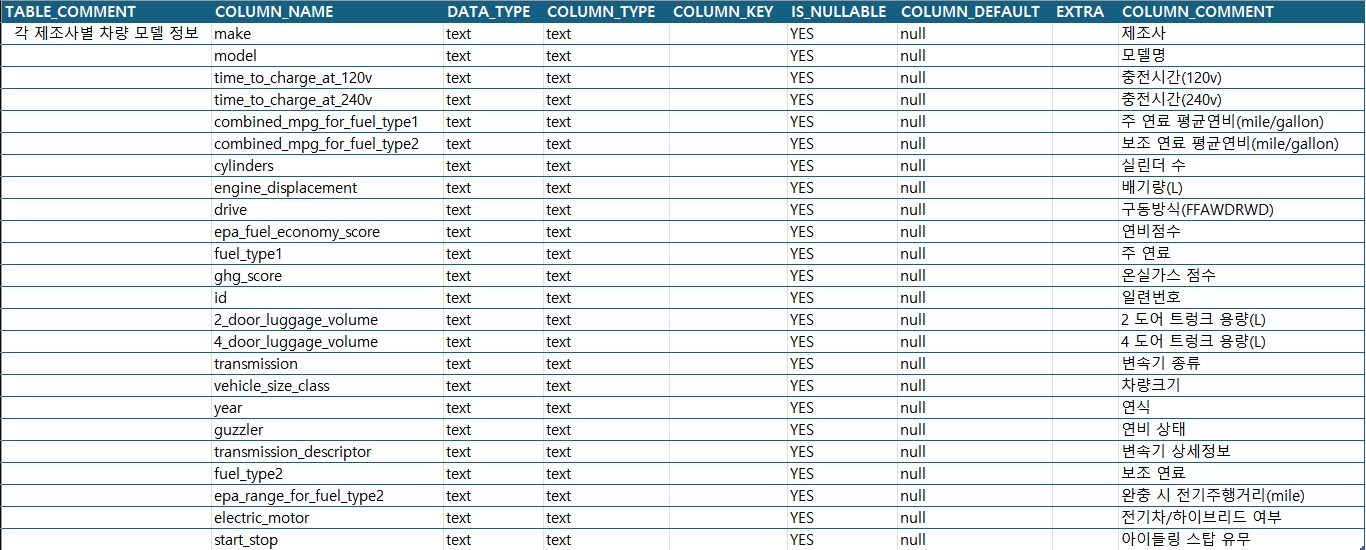 TABLE_COMMENT COLUMN_NAME DATA_TYPE COLUMN_TYPE COLUMN_KEY IS_NULLABLE COLUMN_DEFAULT EXTRA COLUMN_COMMENT
각 제조사별 차량 모델 정보 make text text YES null 제조사
model text text YES null 모델명
time_to_charge_at_120v text text YES null 충전시간(120v)
time_to_charge_at_240v text text YES null 충전시간(240v)
combined_mpg_for_fuel_type1 text text YES null 주 연료 평균연비(mile/gallon)
combined_mpg_for_fuel_type2 text text YES null 보조 연료 평균연비(mile/gallon)
cylinders text text YES null 실린더 수
engine_displacement text text YES null 배기량(L)
drive text text YES null 구동방식(FFAWDRWD)
epa_fuel_economy_score text text YES null 연비점수
fuel_type1 text text YES null 주 연료
ghg_score text text YES null 온실가스 점수
id text text YES null 일련번호
2_door_luggage_volume text text YES null 2 도어 트렁크 용량(L)
4_door_luggage_volume text text YES null 4 도어 트렁크 용량(L)
transmission text text YES null 변속기 종류
vehicle_size_class text text YES null 차량크기
year text text YES null 연식
guzzler text text YES null 연비 상태
transmission_descriptor text text YES null 변속기 상세정보
fuel_type2 text text YES null 보조 연료
epa_range_for_fuel_type2 text text YES null 완충 시 전기주행거리(mile)
electric_motor text text YES null 전기차/하이브리드 여부
start_stop text text YES null 아이들링 스탑 유무